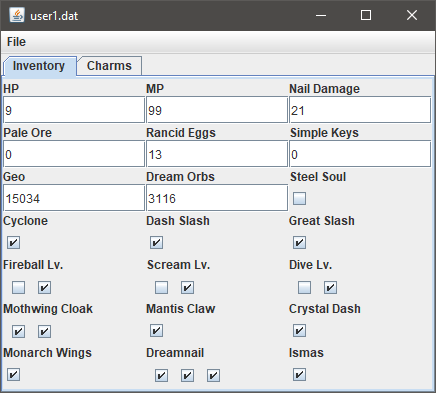 user1.dat
File
Inventory Charms
HP MP Nail Damage
9 99 21
Pale Ore Rancid Eggs Simple Keys
0 13 0
Geo Dream Orbs Steel Soul
15034 3116
Cyclone Dash Slash Great Slash
Fireball Lv. Scream Lv. Dive Lv.
Mothwing Cloak Mantis Claw Crystal Dash
Monarch Wings Dreamnail Ismas